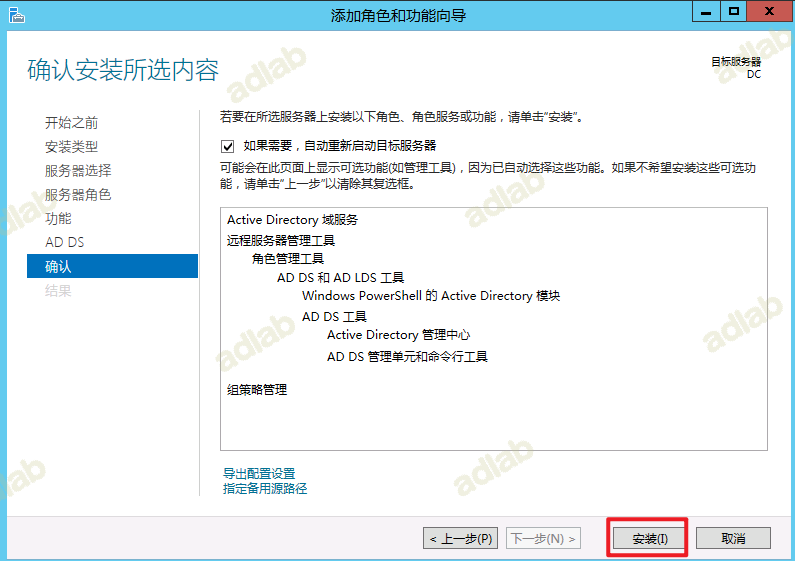 添加角色和功能向导
确认安装所选内容
目标服务器
DC
开始之前
安装类型
服务器选择
服务器角色
功能
AD DS
确认
结果
若要在所选服务器上安装以下角色、角色服务或功能，请单击"安装"。
如果需要，自动重新启动目标服务器
可能会在此页面上显示可选功能(如管理工具)，因为已自动选择这些功能。如果不希望安装这些可选功
能，请单击"上一步"以清除其复选框。
Active Directory 域服务
远程服务器管理工具
角色管理工具
AD DS 和 AD LDS 工具
Windows PowerShell 的 Active Directory 模块
AD DS 工具
Active Directory 管理中心
AD DS 管理单元和命令行工具
组策略管理
导出配置设置
指定备用源路径
< 上一步(P)
下一步(N) >
安装(I)
取消
adlab
adlab
adlab
adlab
adlab
adlab
adlab
adlab